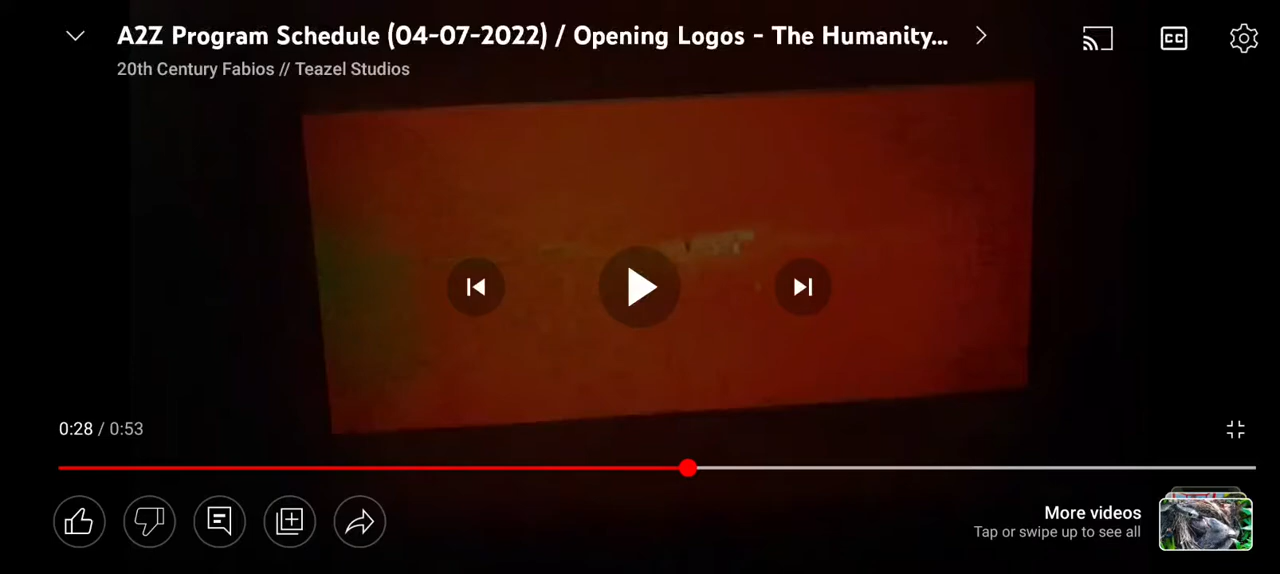 A2Z Program Schedule (04-07-2022) / Opening Logos - The Humanity...
20th Century Fabios // Teazel Studios
CC
0:28 / 0:53
More videos
Tap or swipe up to see all